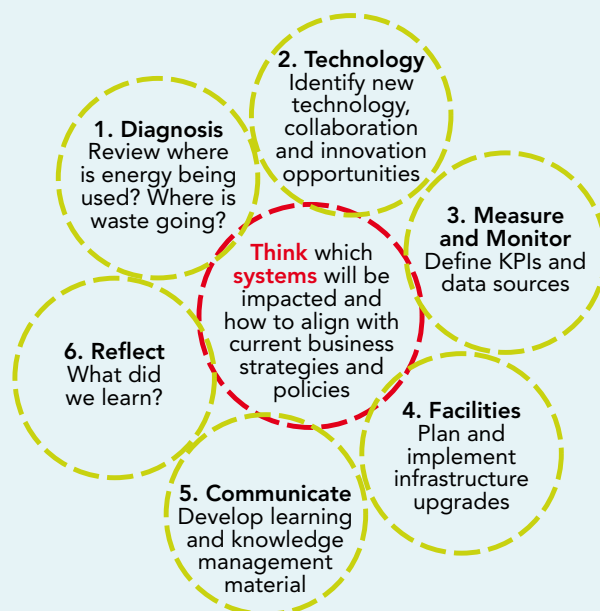 1. Diagnosis
Review where
is energy being
used? Where is
waste going?
2. Technology
Identify new
technology,
collaboration
and innovation
opportunities
3. Measure
and Monitor
Define KPIs and
data sources
4. Facilities
Plan and
implement
infrastructure
upgrades
5. Communicate
Develop learning
and knowledge
management
material
6. Reflect
What did
we learn?
Think which
systems will be
impacted and
how to align with
current business
strategies and
policies